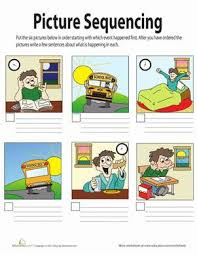 Picture Sequencing
Put the six pictures below in order starting with which event happened first. After you have ordered the
pictures write a few sentences about what is happening in each.
SCHOOL BUS
SCHOOL BUS